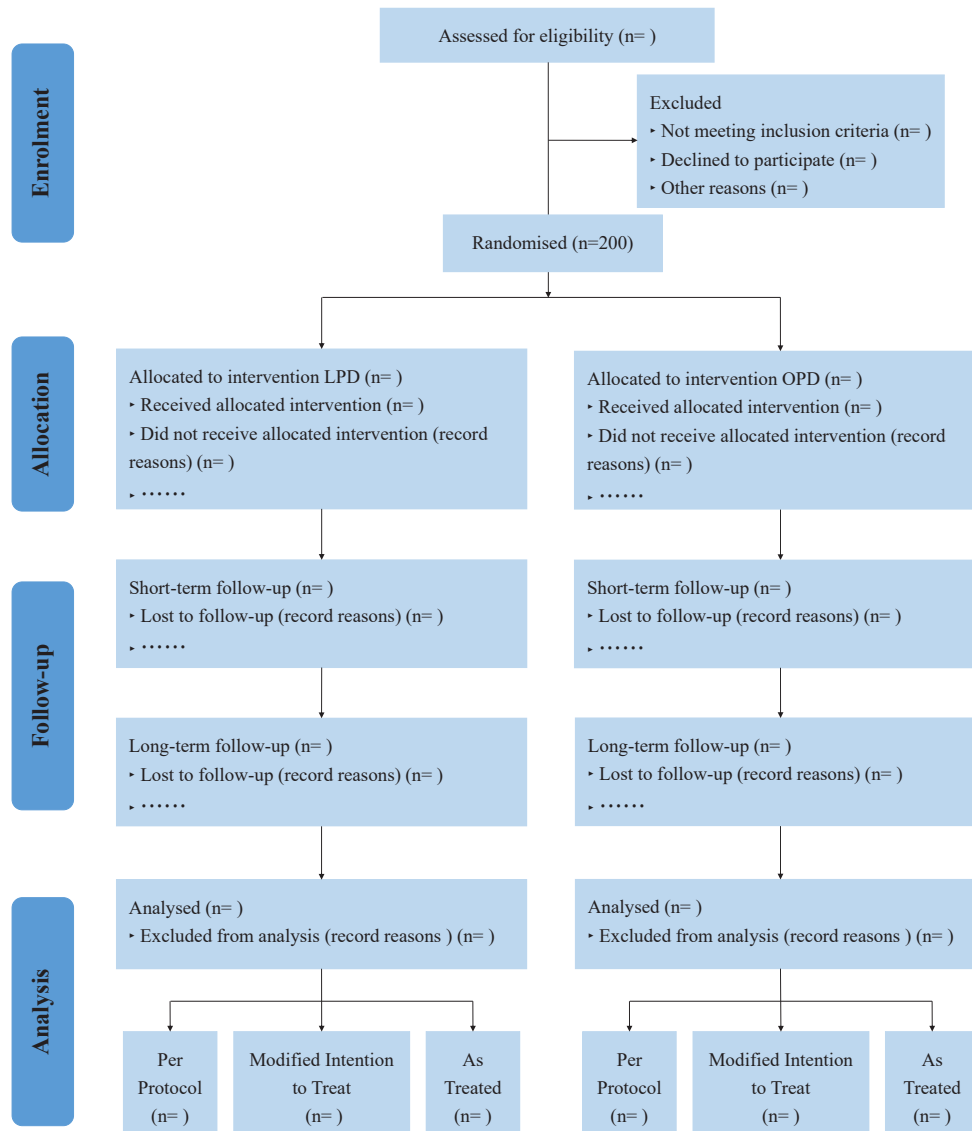 Enrolment
Assessed for eligibility (n= )
Excluded
‣ Not meeting inclusion criteria (n= )
‣ Declined to participate (n= )
‣ Other reasons (n= )
Randomised (n=200)
Allocation
Allocated to intervention LPD (n= )
‣ Received allocated intervention (n= )
‣ Did not receive allocated intervention (record
reasons) (n= )
‣ ······
Allocated to intervention OPD (n= )
‣ Received allocated intervention (n= )
‣ Did not receive allocated intervention (record
reasons) (n= )
‣ ······
Follow-up
Short-term follow-up (n= )
‣ Lost to follow-up (record reasons) (n= )
‣ ······
Short-term follow-up (n= )
‣ Lost to follow-up (record reasons) (n= )
‣ ······
Long-term follow-up (n= )
‣ Lost to follow-up (record reasons) (n= )
‣ ······
Long-term follow-up (n= )
‣ Lost to follow-up (record reasons) (n= )
‣ ······
Analysis
Analysed (n= )
‣ Excluded from analysis (record reasons ) (n= )
Analysed (n= )
‣ Excluded from analysis (record reasons ) (n= )
Per
Protocol
(n= )
Modified Intention
to Treat
(n= )
As
Treated
(n= )
Per
Protocol
(n= )
Modified Intention
to Treat
(n= )
As
Treated
(n= )